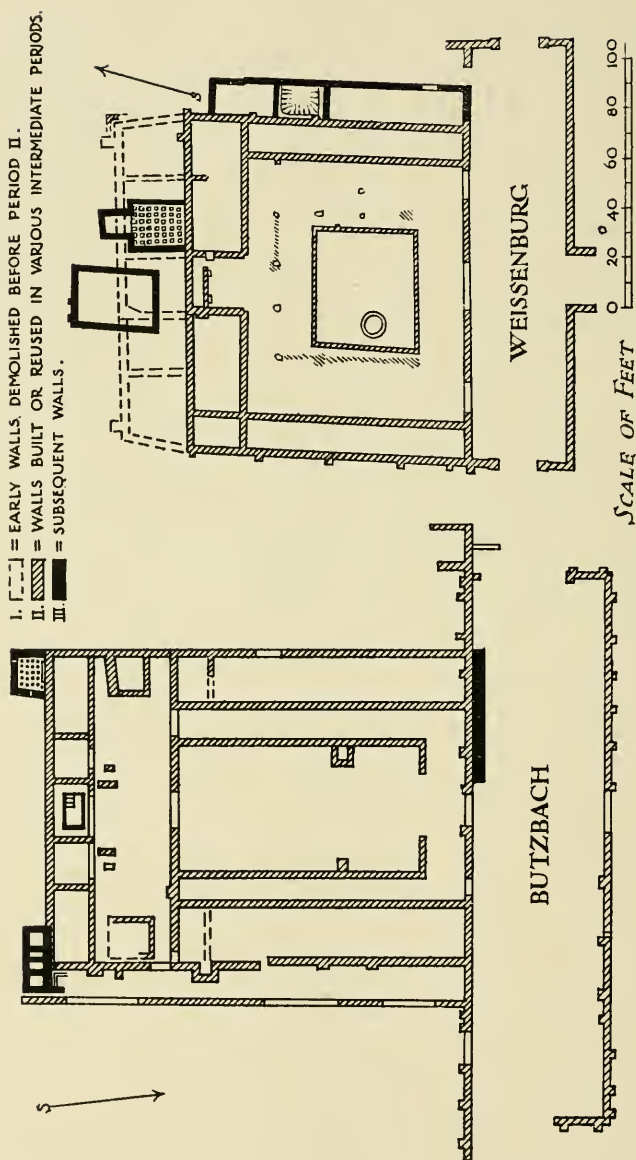 I. = EARLY WALLS, DEMOLISHED BEFORE PERIOD II.
II. = WALLS BUILT OR REUSED IN VARIOUS INTERMEDIATE PERIODS.
III. = SUBSEQUENT WALLS.
S
WEISSENBURG
0 20 40 60 80 100
SCALE OF FEET
S
BUTZBACH